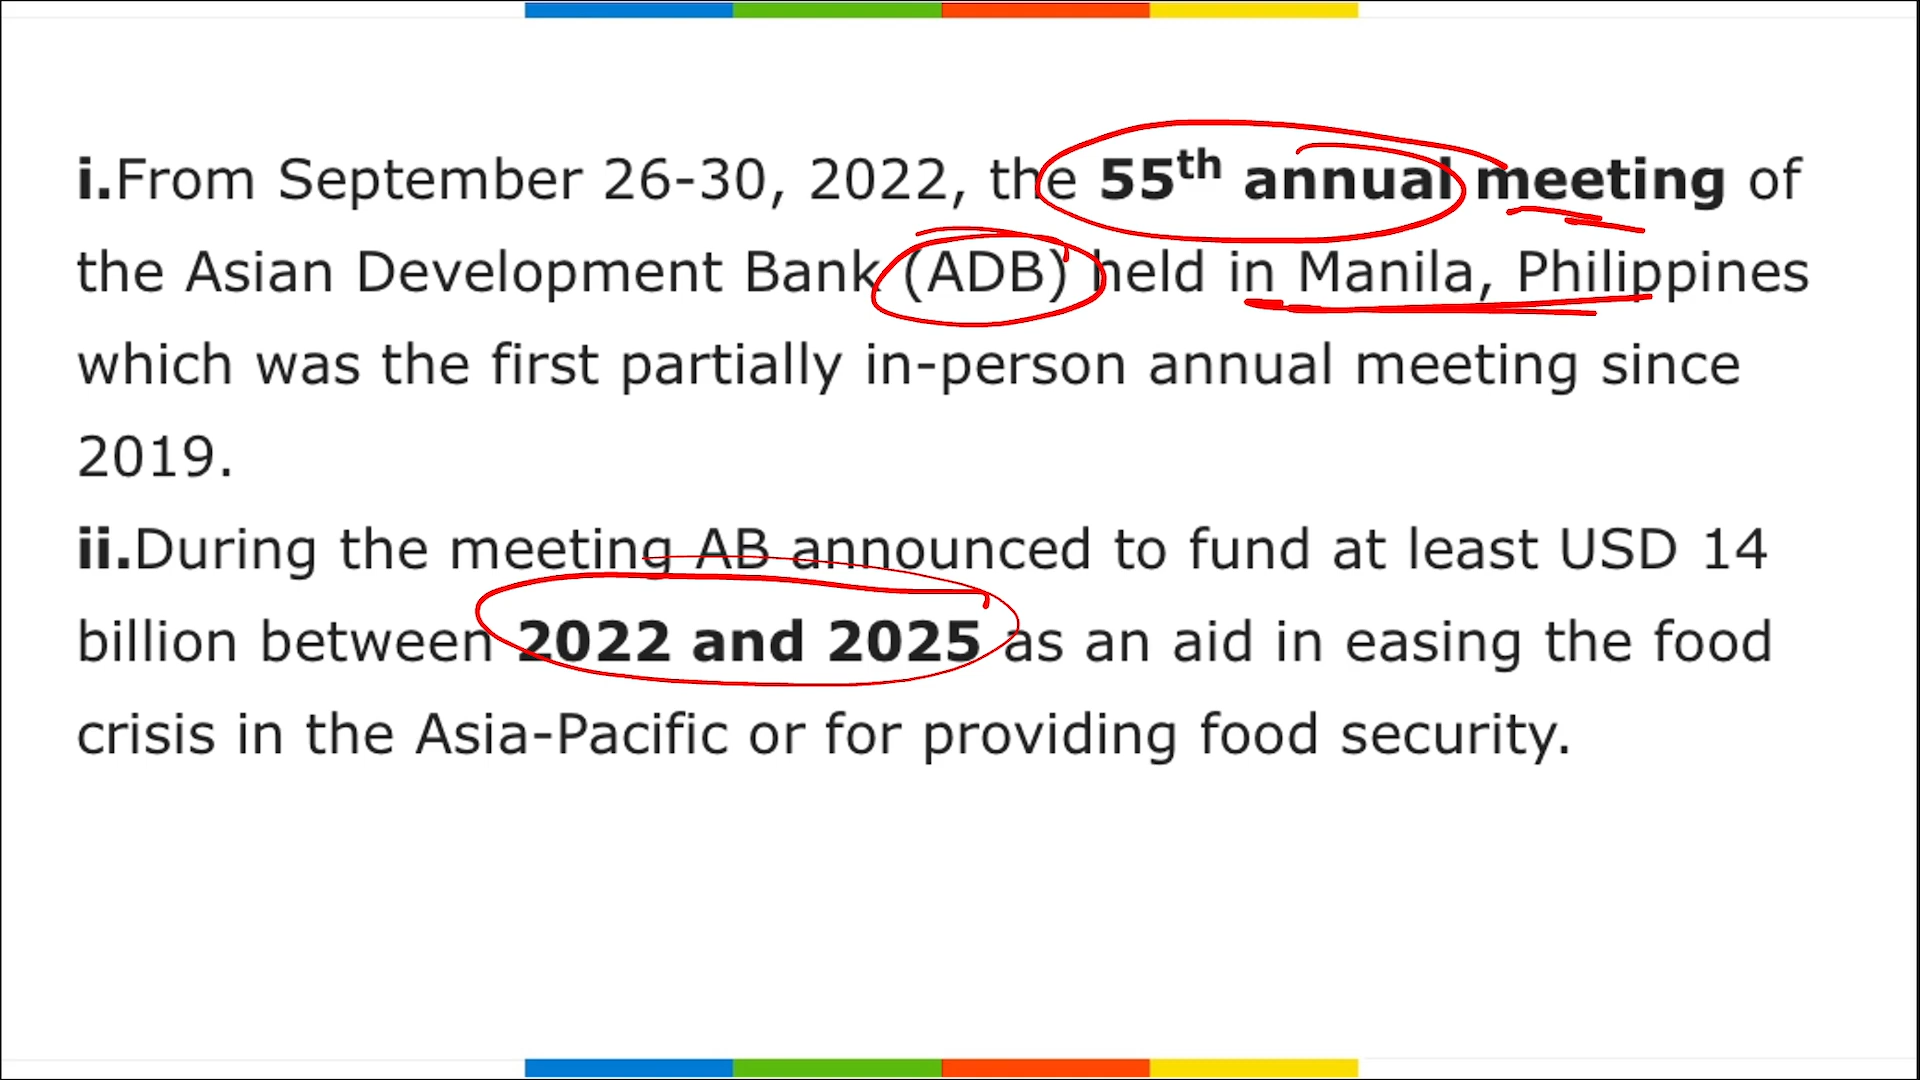 i.From September 26-30, 2022, the 55th annual meeting of
the Asian Development Bank (ADB) held in Manila, Philippines
which was the first partially in-person annual meeting since
2019.
ii.During the meeting AB announced to fund at least USD 14
billion between 2022 and 2025 as an aid in easing the food
crisis in the Asia-Pacific or for providing food security.